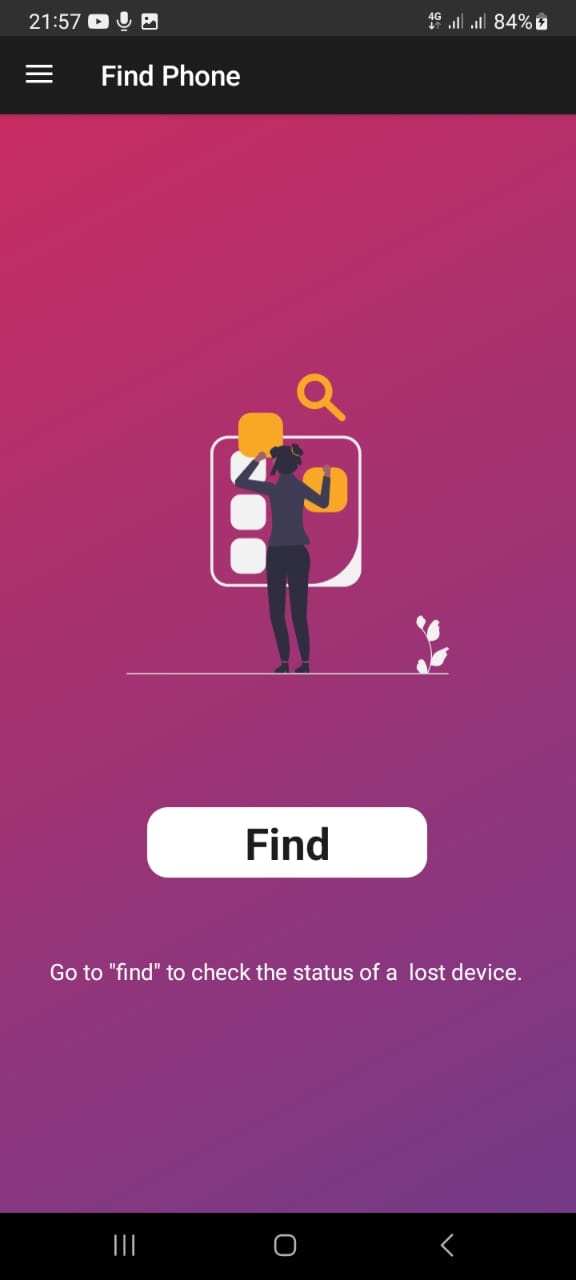 21:57 4G 84%
Find Phone
Find
Go to "find" to check the status of a  lost device.